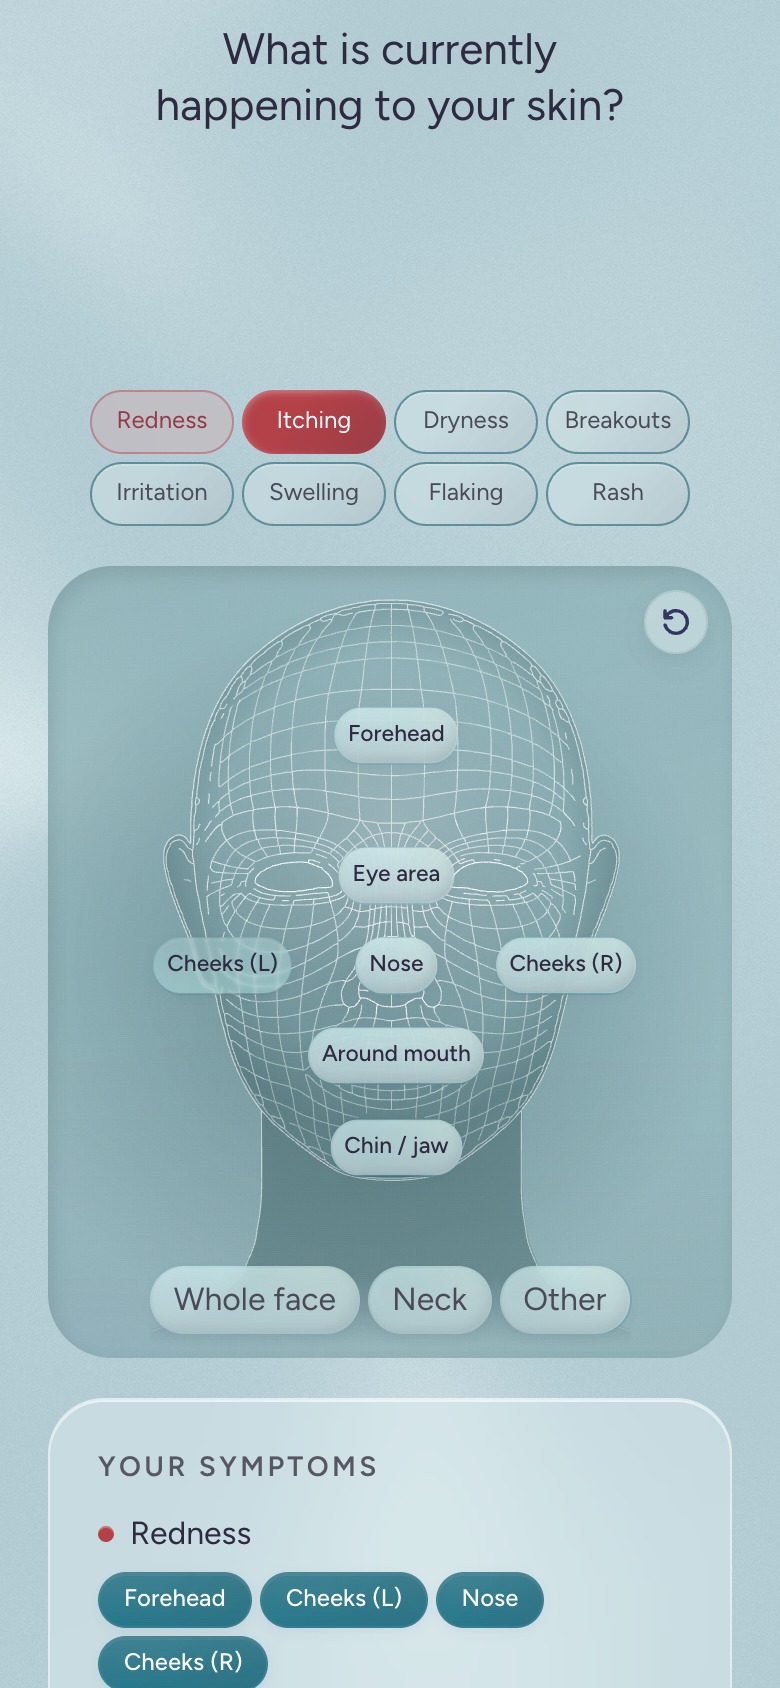 What is currently
happening to your skin?
Redness Itching Dryness Breakouts
Irritation Swelling Flaking Rash
Forehead
Eye area
Cheeks (L) Nose Cheeks (R)
Around mouth
Chin / jaw
Whole face Neck Other
YOUR SYMPTOMS
Redness
Forehead Cheeks (L) Nose
Cheeks (R)